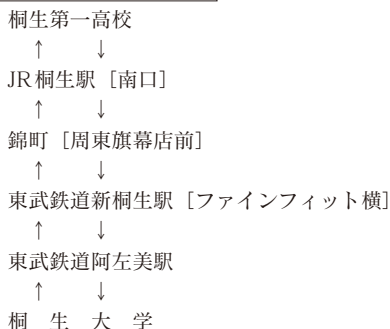 桐生第一高校
↑ ↓
JR桐生駅［南口］
↑ ↓
錦町［周東旗幕店前］
↑ ↓
東武鉄道新桐生駅［ファインフィット横］
↑ ↓
東武鉄道阿左美駅
↑ ↓
桐 生 大 学